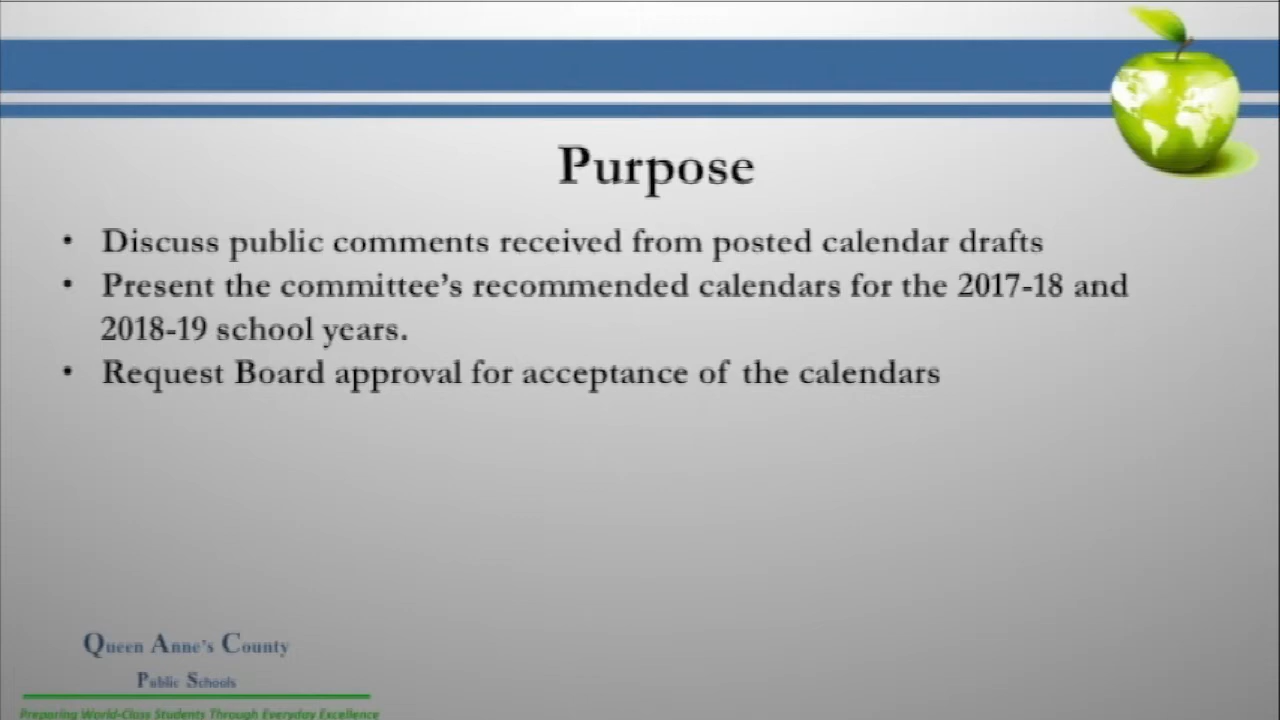 Purpose
• Discuss public comments received from posted calendar drafts
• Present the committee’s recommended calendars for the 2017-18 and
2018-19 school years.
• Request Board approval for acceptance of the calendars
Queen Anne’s County
Public Schools
Preparing World-Class Students Through Everyday Excellence